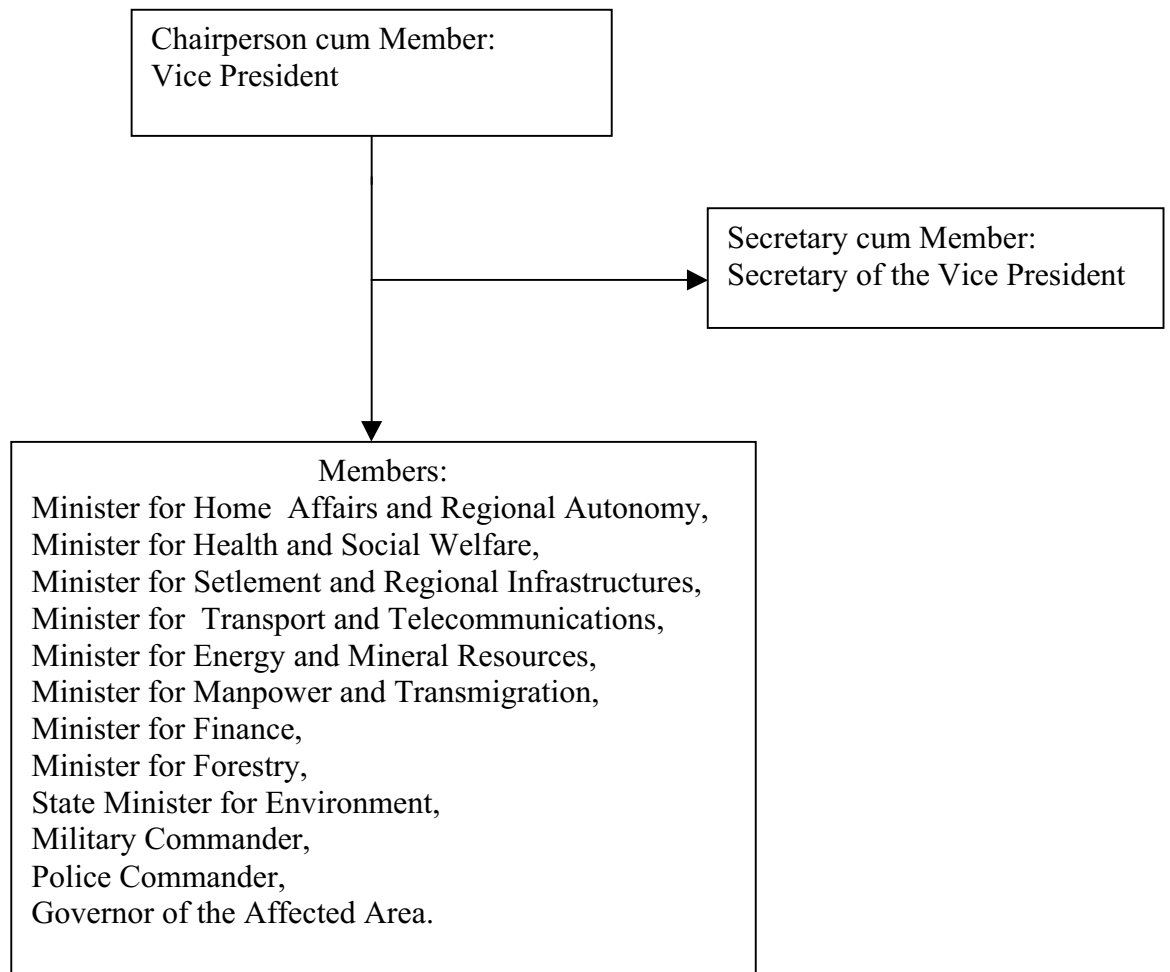 Chairperson cum Member:
Vice President
Secretary cum Member:
Secretary of the Vice President
Members:
Minister for Home  Affairs and Regional Autonomy,
Minister for Health and Social Welfare,
Minister for Setlement and Regional Infrastructures,
Minister for  Transport and Telecommunications,
Minister for Energy and Mineral Resources,
Minister for Manpower and Transmigration,
Minister for Finance,
Minister for Forestry,
State Minister for Environment,
Military Commander,
Police Commander,
Governor of the Affected Area.